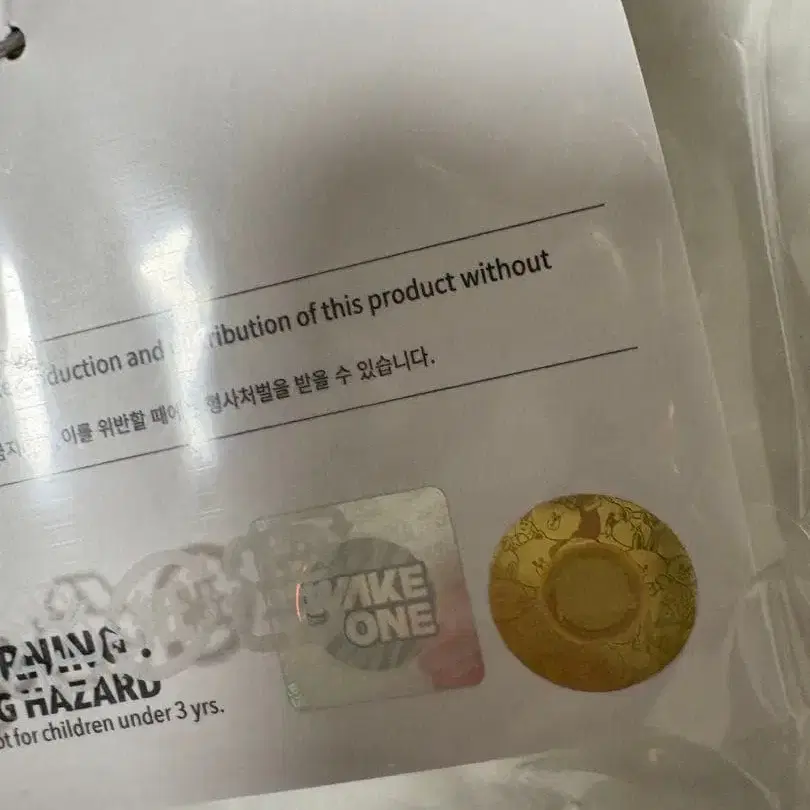 duction and ribution of this product without
이를 위반할 때에 형사처벌을 받을 수 있습니다.
WAKE
ONE
G HAZARD
ot for children under 3 yrs.